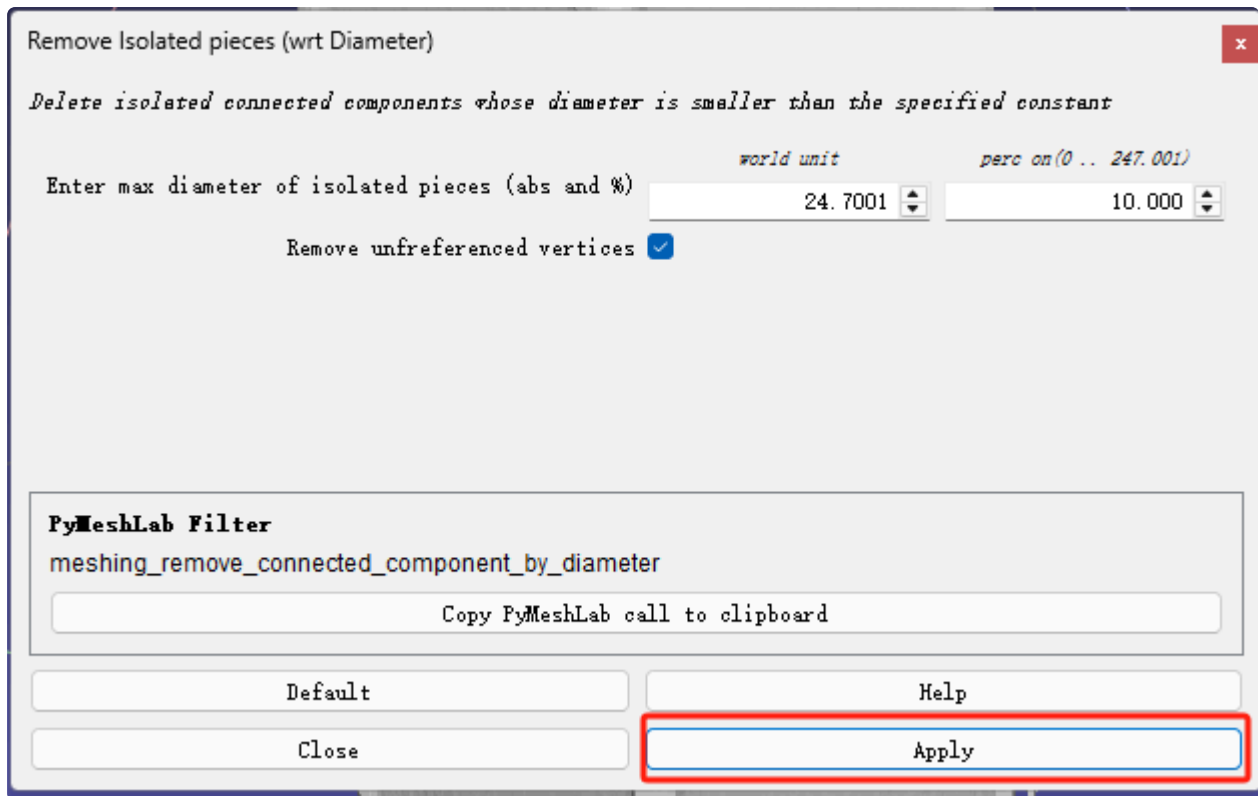 Remove Isolated pieces (wrt Diameter)
x
Delete isolated connected components whose diameter is smaller than the specified constant
world unit
perc on(0 .. 247.001)
Enter max diameter of isolated pieces (abs and %)
24.7001
10.000
Remove unfreferenced vertices
PyMeshLab Filter
meshing_remove_connected_component_by_diameter
Copy PyMeshLab call to clipboard
Default
Help
Close
Apply